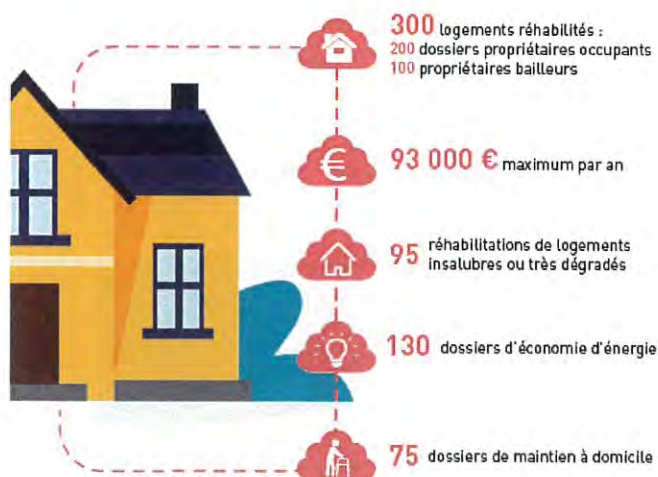 300 logements réhabilités :
200 dossiers propriétaires occupants
100 propriétaires bailleurs
€
93 000 € maximum par an
95 réhabilitations de logements
insalubres ou très dégradés
130 dossiers d'économie d'énergie
75 dossiers de maintien à domicile